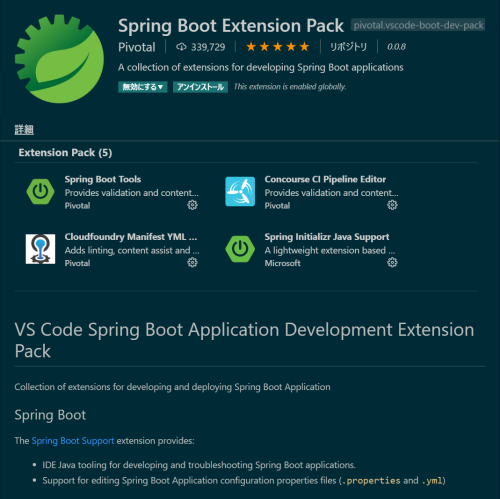 Spring Boot Extension Pack pivotal.vscode-boot-dev-pack
Pivotal 339,729 リポジトリ 0.0.8
A collection of extensions for developing Spring Boot applications
無効にする▼ アンインストール This extension is enabled globally.
詳細
Extension Pack (5)
Spring Boot Tools
Provides validation and content...
Pivotal
Concourse CI Pipeline Editor
Provides validation and content...
Pivotal
Cloudfoundry Manifest YML ...
Adds linting, content assist and ...
Pivotal
Spring Initializr Java Support
A lightweight extension based ...
Microsoft
VS Code Spring Boot Application Development Extension
Pack
Collection of extensions for developing and deploying Spring Boot Application
Spring Boot
The Spring Boot Support extension provides:
• IDE Java tooling for developing and troubleshooting Spring Boot applications.
• Support for editing Spring Boot Application configuration properties files (.properties and .yml)